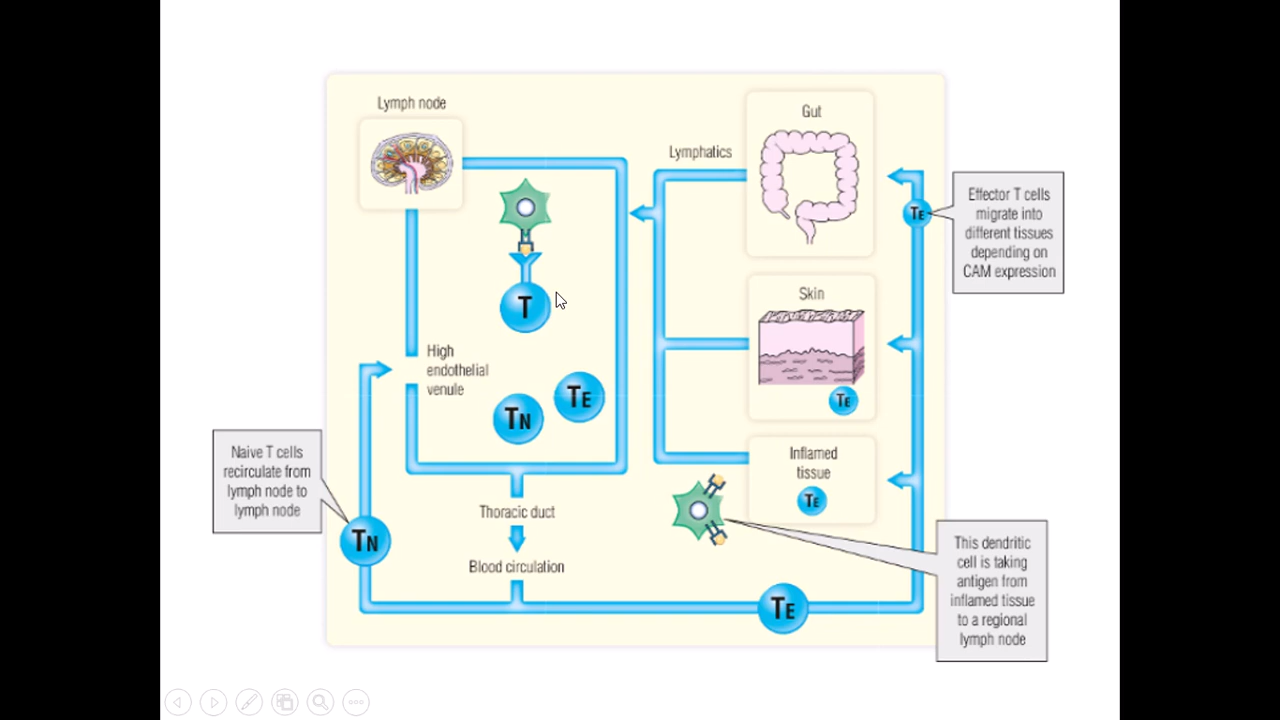 Lymph node
Gut
Lymphatics
Effector T cells
migrate into
different tissues
depending on
CAM expression
TE
T
Skin
TE
High
endothelial
venule
TN
TE
Naive T cells
recirculate from
lymph node to
lymph node
TN
Inflamed
tissue
TE
Thoracic duct
Blood circulation
TE
This dendritic
cell is taking
antigen from
inflamed tissue
to a regional
lymph node